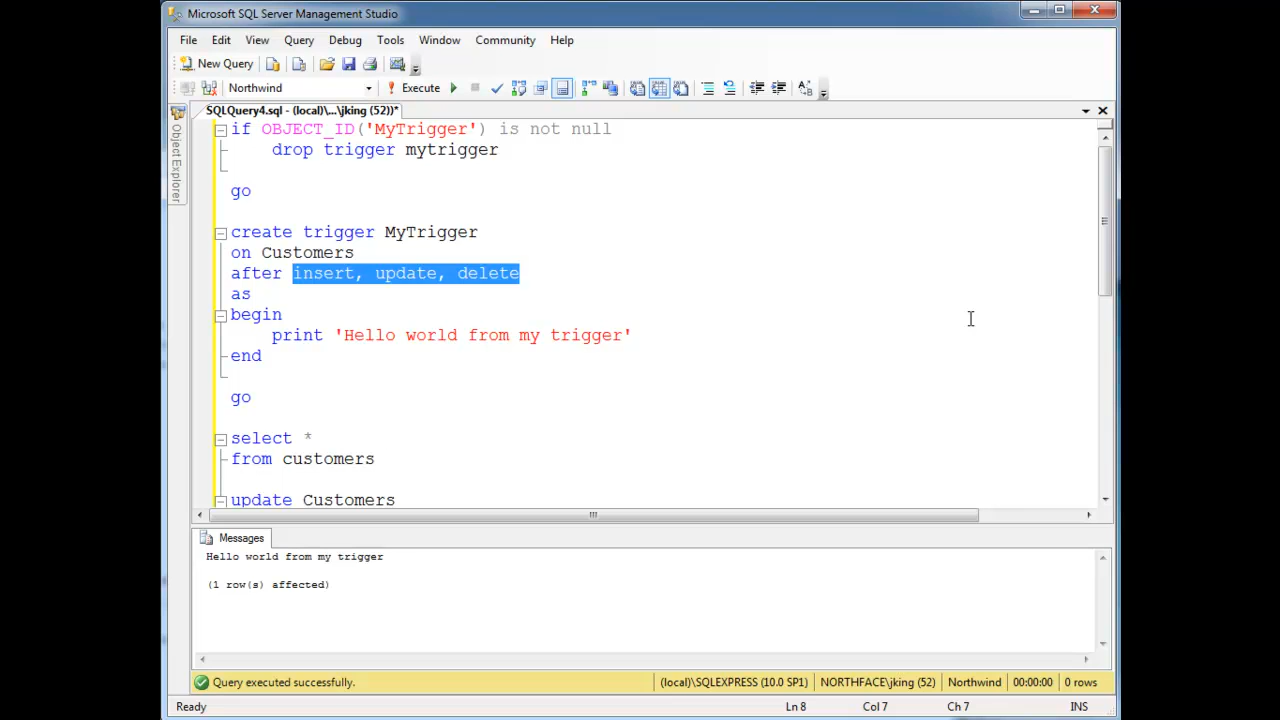 Microsoft SQL Server Management Studio
File Edit View Query Debug Tools Window Community Help
New Query
Northwind Execute
SQLQuery4.sql - (local)\...\jking (52))*
Object Explorer
if OBJECT_ID('MyTrigger') is not null
drop trigger mytrigger
go
create trigger MyTrigger
on Customers
after insert, update, delete
as
begin
print 'Hello world from my trigger'
end
go
select *
from customers
update Customers
Messages
Hello world from my trigger
(1 row(s) affected)
Query executed successfully. (local)\SQLEXPRESS (10.0 SP1) NORTHFACE\jking (52) Northwind 00:00:00 0 rows
Ready Ln 8 Col 7 Ch 7 INS